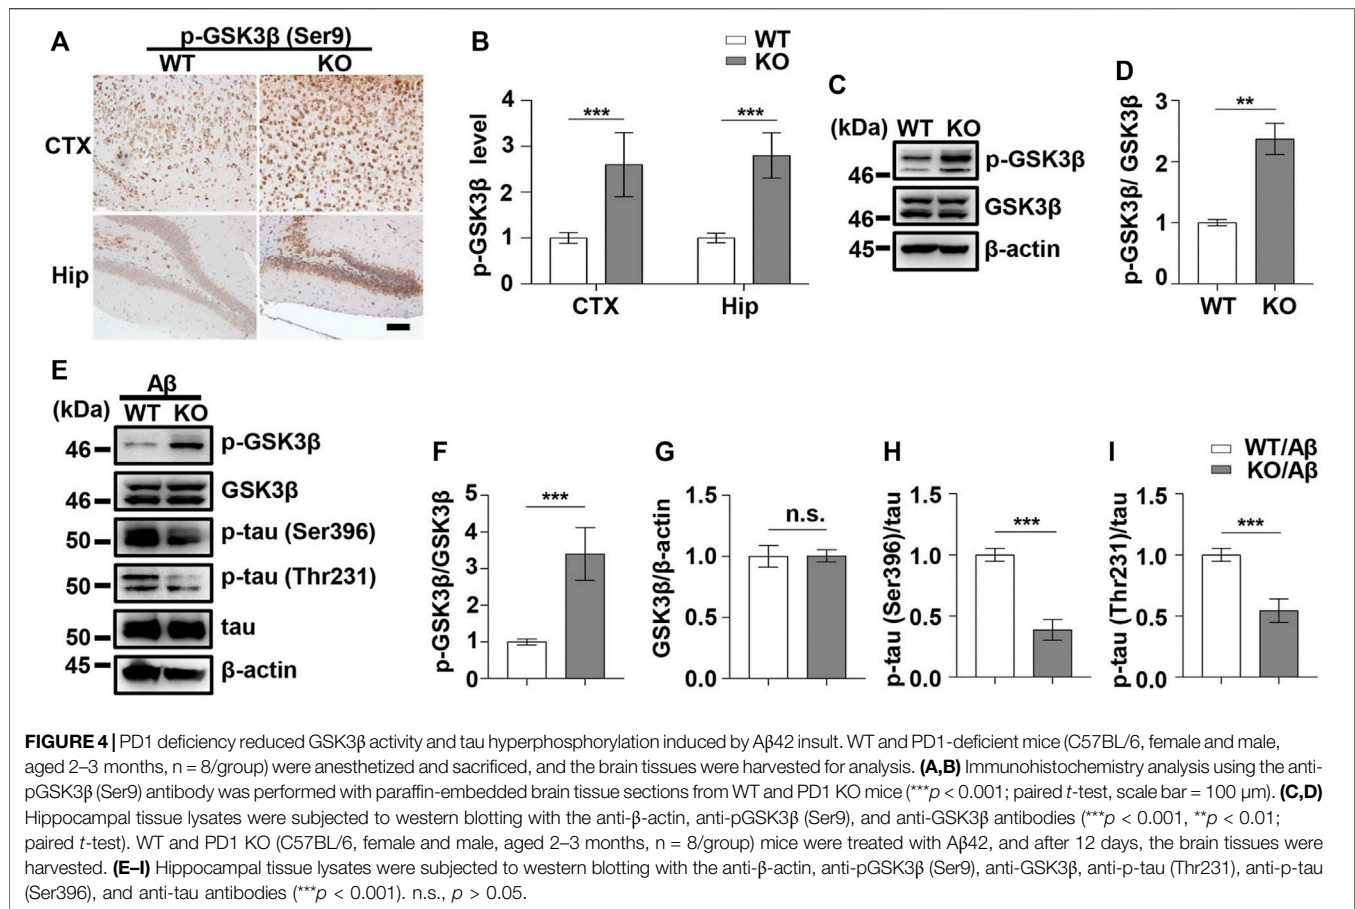 A
p-GSK3β (Ser9)
WT KO
CTX
Hip
B
WT
KO
p-GSK3β level
4
3
2
1
0
*** ***
CTX Hip
C
(kDa) WT KO
46 p-GSK3β
46 GSK3β
45 β-actin
D
p-GSK3β/ GSK3β
3
2
1
0
**
WT KO
E
Aβ
(kDa) WT KO
46 p-GSK3β
46 GSK3β
50 p-tau (Ser396)
50 p-tau (Thr231)
50 tau
45 β-actin
F
p-GSK3β/GSK3β
5
4
3
2
1
0
***
G
GSK3β/β-actin
1.5
1.0
0.5
0.0
n.s.
H
p-tau (Ser396)/tau
1.5
1.0
0.5
0.0
***
WT/Aβ
KO/Aβ
I
p-tau (Thr231)/tau
1.5
1.0
0.5
0.0
***
FIGURE 4 | PD1 deficiency reduced GSK3β activity and tau hyperphosphorylation induced by Aβ42 insult. WT and PD1-deficient mice (C57BL/6, female and male,
aged 2–3 months, n = 8/group) were anesthetized and sacrificed, and the brain tissues were harvested for analysis. (A,B) Immunohistochemistry analysis using the anti-
pGSK3β (Ser9) antibody was performed with paraffin-embedded brain tissue sections from WT and PD1 KO mice (***p < 0.001; paired t-test, scale bar = 100 µm). (C,D)
Hippocampal tissue lysates were subjected to western blotting with the anti-β-actin, anti-pGSK3β (Ser9), and anti-GSK3β antibodies (***p < 0.001, **p < 0.01;
paired t-test). WT and PD1 KO (C57BL/6, female and male, aged 2–3 months, n = 8/group) mice were treated with Aβ42, and after 12 days, the brain tissues were
harvested. (E–I) Hippocampal tissue lysates were subjected to western blotting with the anti-β-actin, anti-pGSK3β (Ser9), anti-GSK3β, anti-p-tau (Thr231), anti-p-tau
(Ser396), and anti-tau antibodies (***p < 0.001). n.s., p > 0.05.